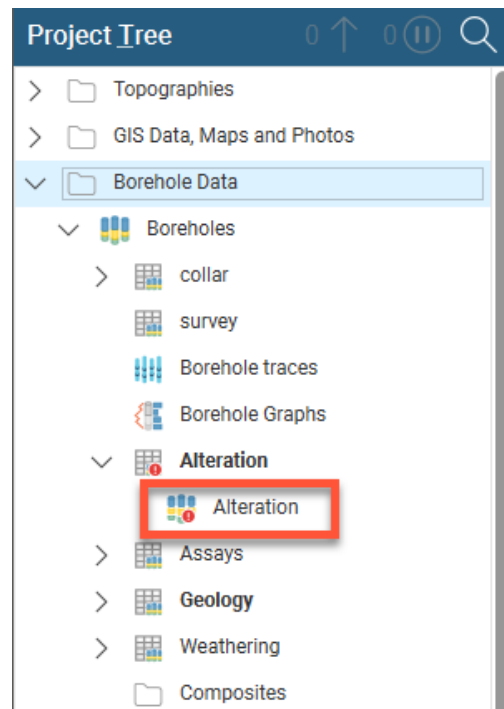 Project Tree 0 0
Topographies
GIS Data, Maps and Photos
Borehole Data
Boreholes
collar
survey
Borehole traces
Borehole Graphs
Alteration
Alteration
Assays
Geology
Weathering
Composites